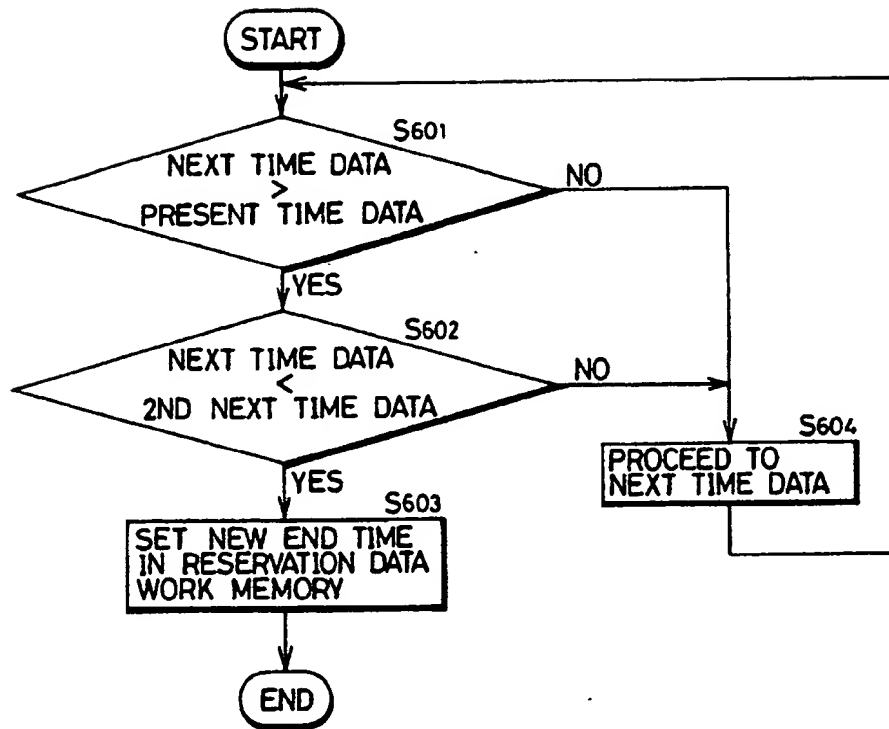 START
S601
NEXT TIME DATA
>
PRESENT TIME DATA
NO
YES
S602
NEXT TIME DATA
<
2ND NEXT TIME DATA
NO
YES
S603
SET NEW END TIME
IN RESERVATION DATA
WORK MEMORY
S604
PROCEED TO
NEXT TIME DATA
END